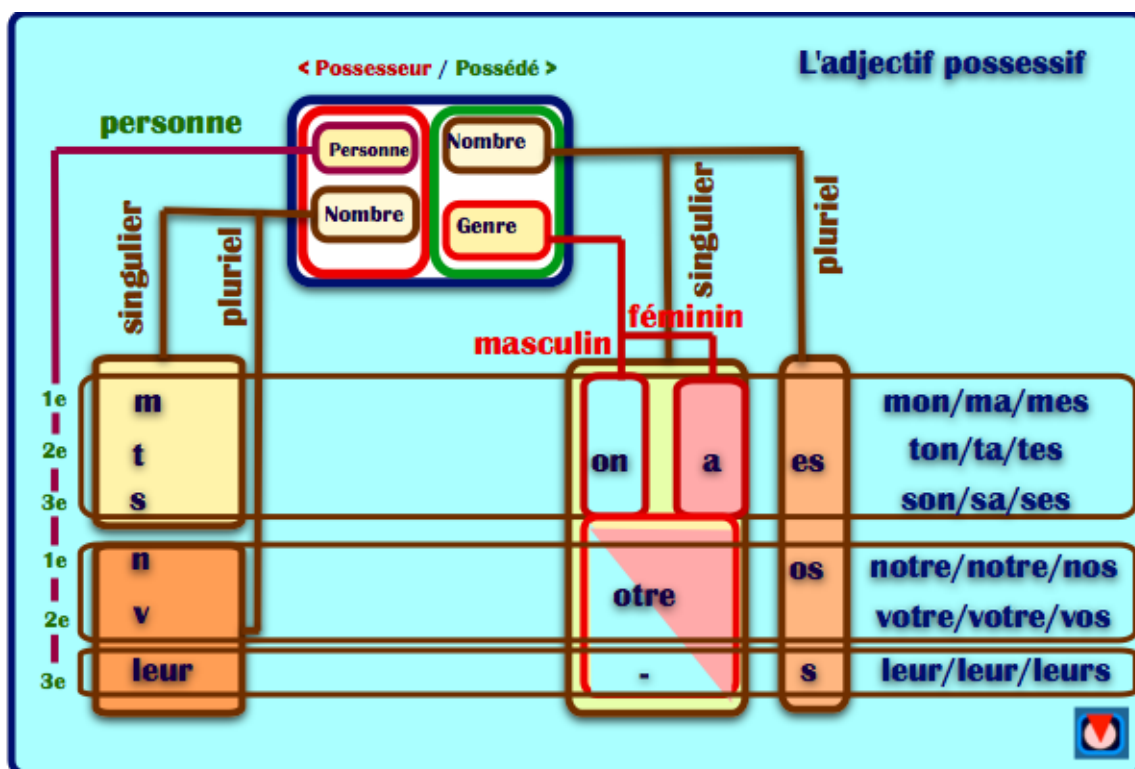 L'adjectif possessif
< Possesseur / Possédé >
personne
Personne
Nombre
Nombre
Genre
singulier
pluriel
singulier
pluriel
masculin
féminin
1e m on a es mon/ma/mes
2e t ton/ta/tes
3e s son/sa/ses
1e n otre os notre/notre/nos
2e v votre/votre/vos
3e leur - s leur/leur/leurs